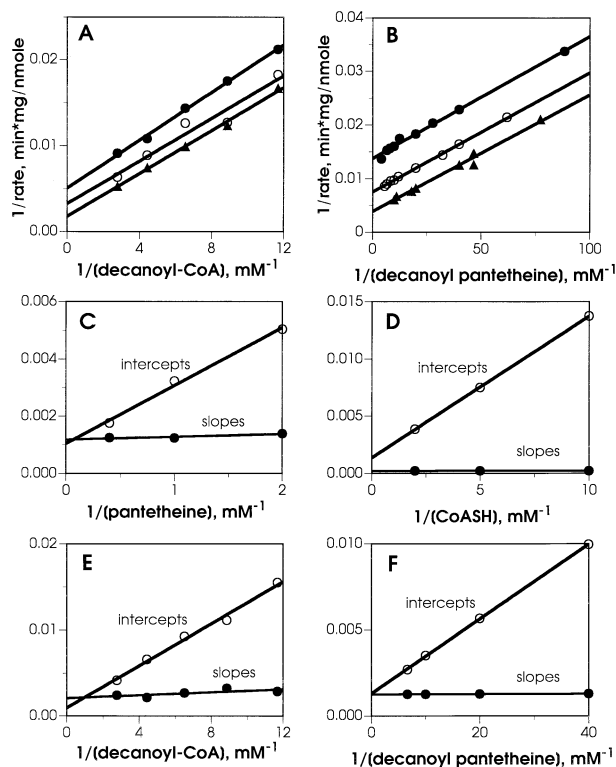 A
B
1/rate, min*mg/nmole
0.02
0.01
0.00
0
4
8
12
1/(decanoyl-CoA), mM-1
1/rate, min*mg/nmole
0.04
0.03
0.02
0.01
0
0
50
100
1/(decanoyl pantetheine), mM-1
C
0.006
0.004
0.002
0.000
intercepts
slopes
0
1
2
1/(pantetheine), mM-1
D
0.015
0.010
0.005
0.000
intercepts
slopes
0
5
10
1/(CoASH), mM-1
E
0.02
0.01
0.00
intercepts
slopes
0
4
8
12
1/(decanoyl-CoA), mM-1
F
0.010
0.005
0.000
intercepts
slopes
0
20
40
1/(decanoyl pantetheine), mM-1